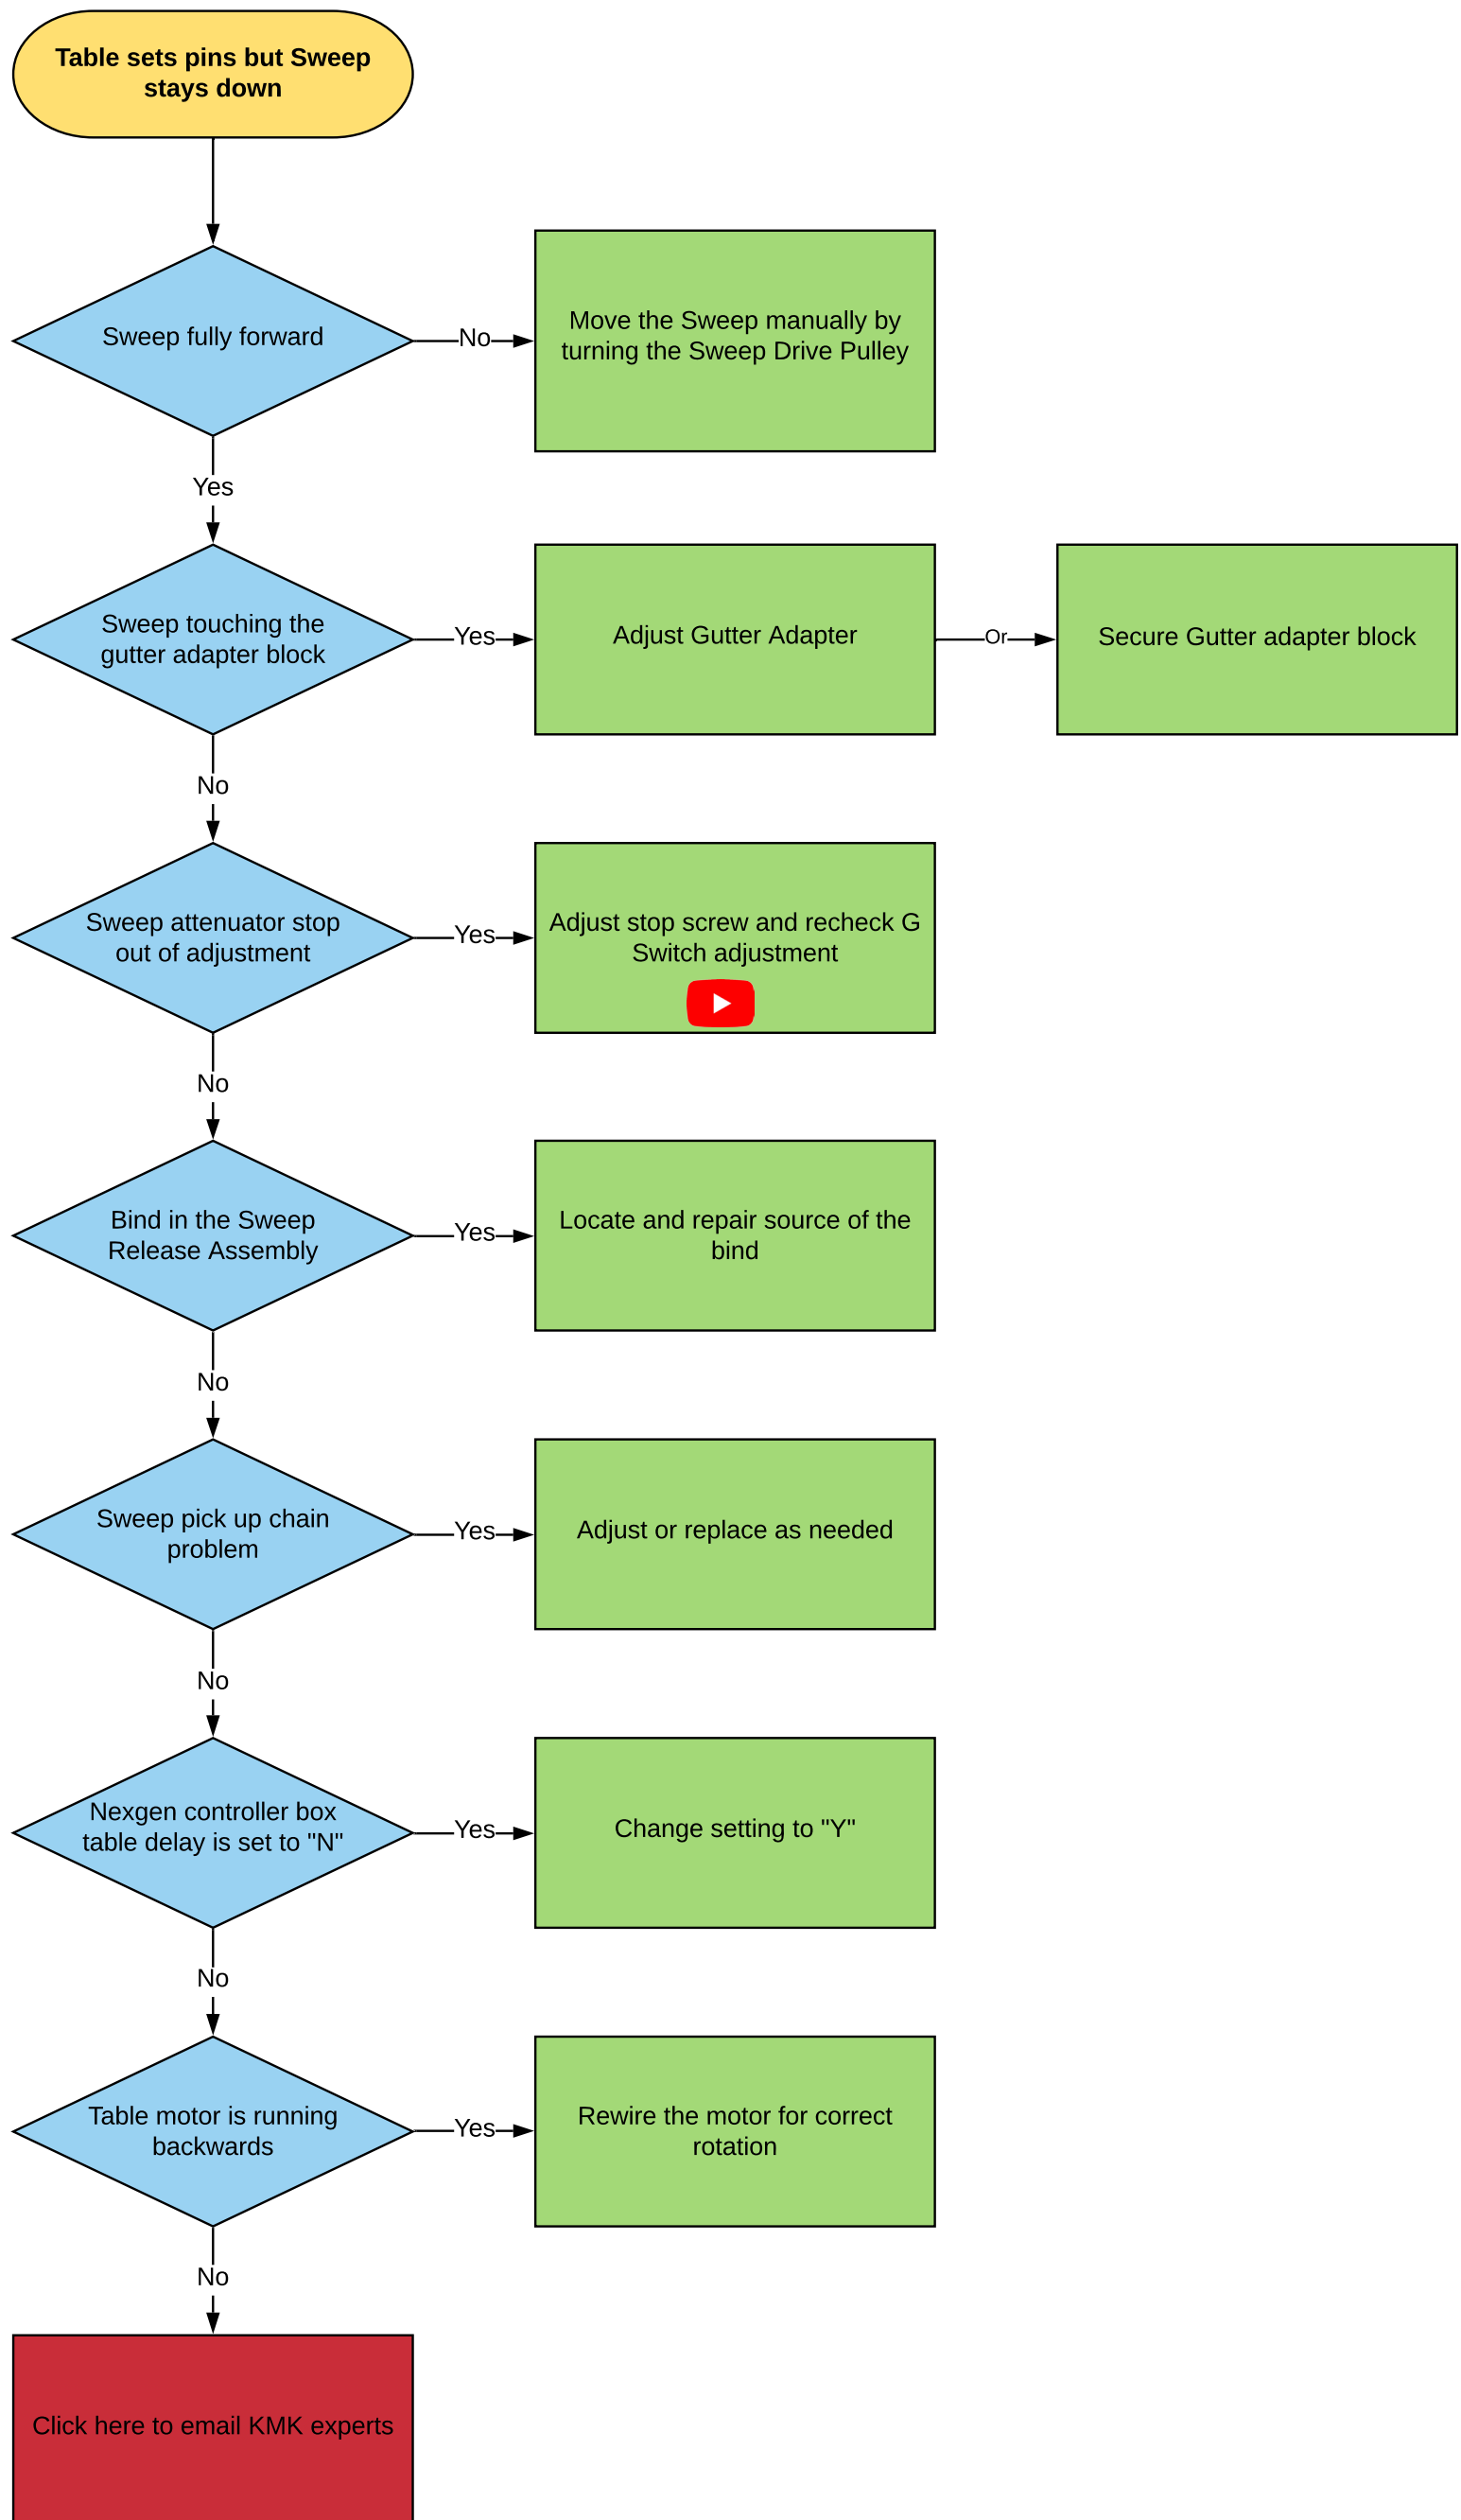 Table sets pins but Sweep
stays down
Sweep fully forward
No
Move the Sweep manually by
turning the Sweep Drive Pulley
Yes
Sweep touching the
gutter adapter block
Yes
Adjust Gutter Adapter
Or
Secure Gutter adapter block
No
Sweep attenuator stop
out of adjustment
Yes
Adjust stop screw and recheck G
Switch adjustment
No
Bind in the Sweep
Release Assembly
Yes
Locate and repair source of the
bind
No
Sweep pick up chain
problem
Yes
Adjust or replace as needed
No
Nexgen controller box
table delay is set to "N"
Yes
Change setting to "Y"
No
Table motor is running
backwards
Yes
Rewire the motor for correct
rotation
No
Click here to email KMK experts